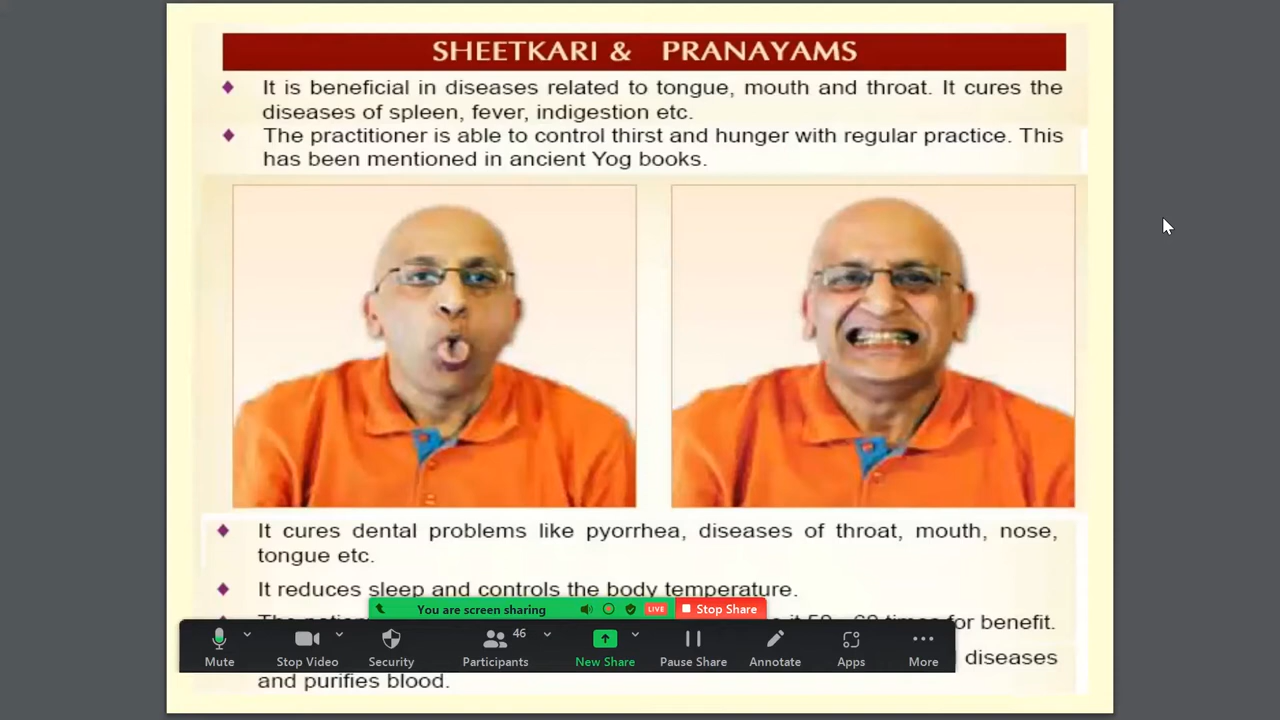 SHEETKARI & PRANAYAMS
It is beneficial in diseases related to tongue, mouth and throat. It cures the
diseases of spleen, fever, indigestion etc.
The practitioner is able to control thirst and hunger with regular practice. This
has been mentioned in ancient Yog books.
It cures dental problems like pyorrhea, diseases of throat, mouth, nose,
tongue etc.
It reduces sleep and controls the body temperature.
You are screen sharing LIVE Stop Share
The for benefit.
diseases
and purifies blood.
46
Mute Stop Video Security Participants New Share Pause Share Annotate Apps More